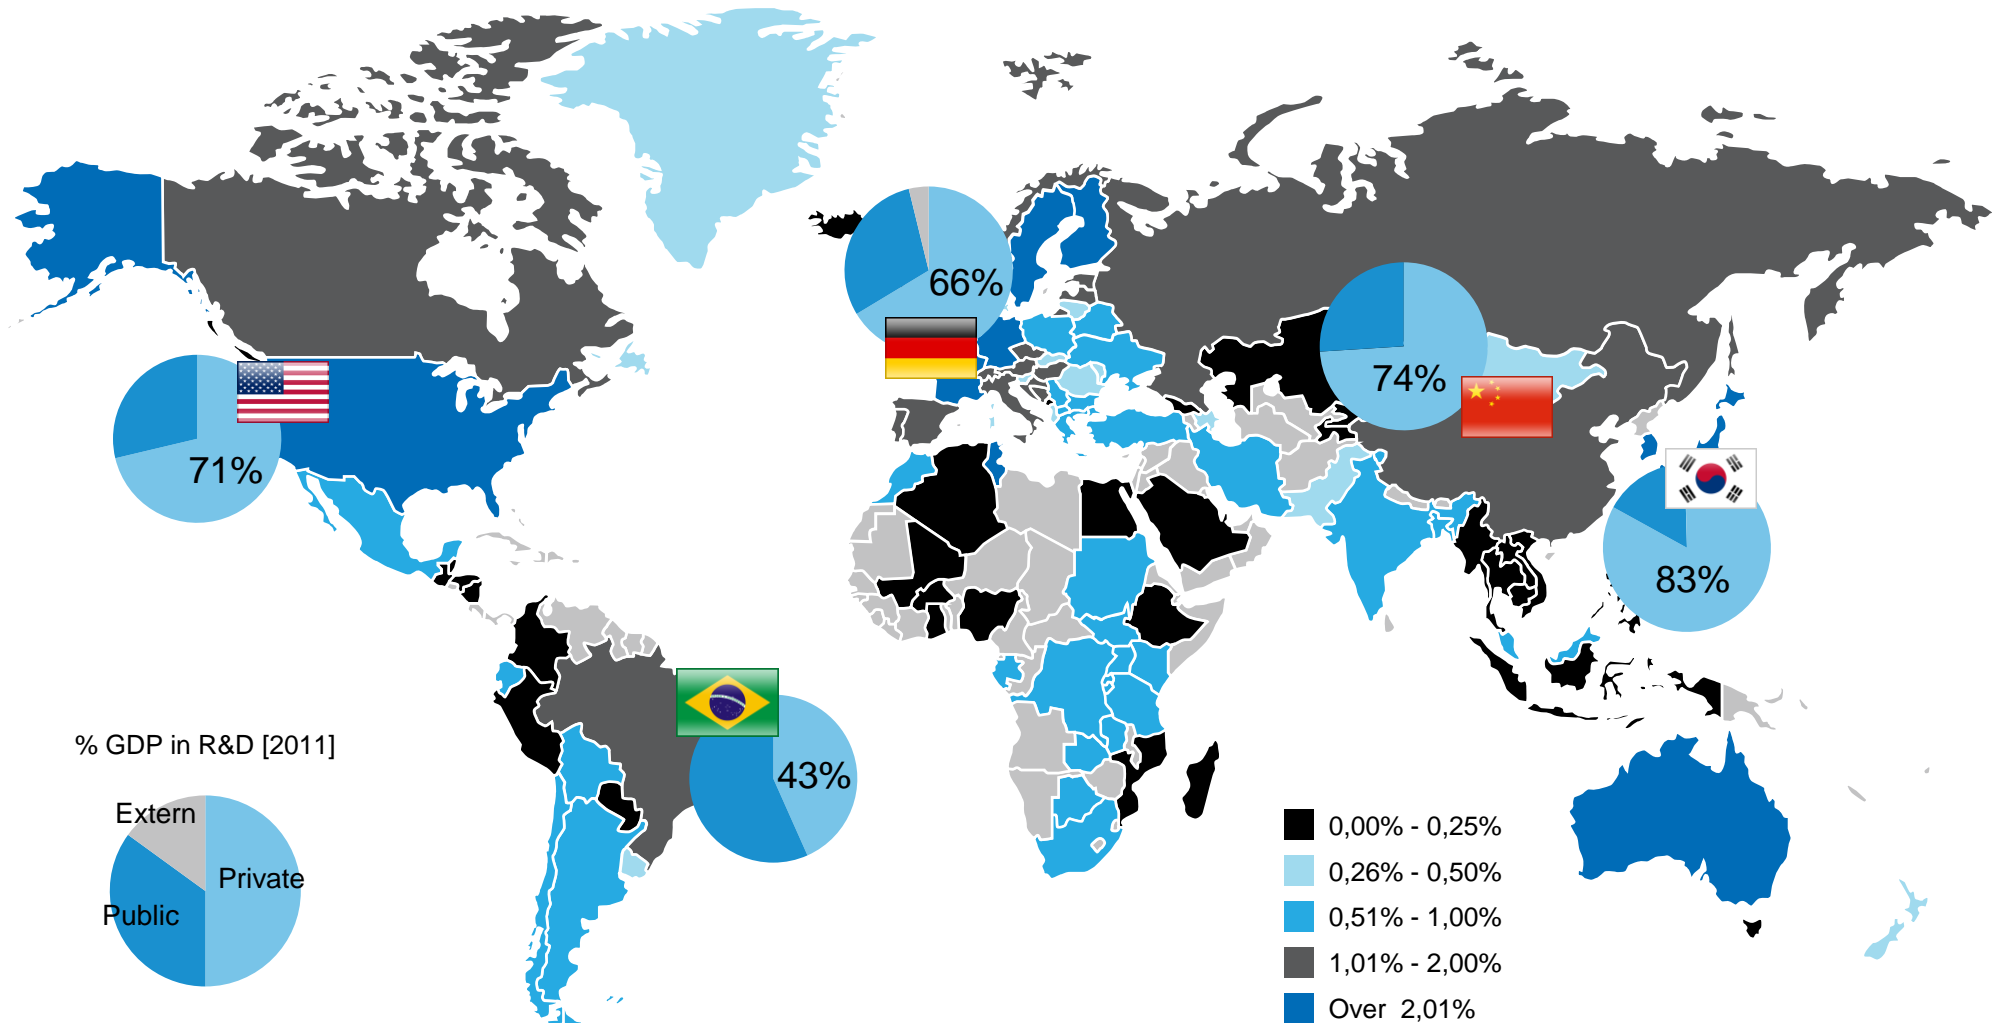 66%
74%
71%
83%
43%
% GDP in R&D [2011]
Extern
Private
Public
0,00% - 0,25%
0,26% - 0,50%
0,51% - 1,00%
1,01% - 2,00%
Over 2,01%